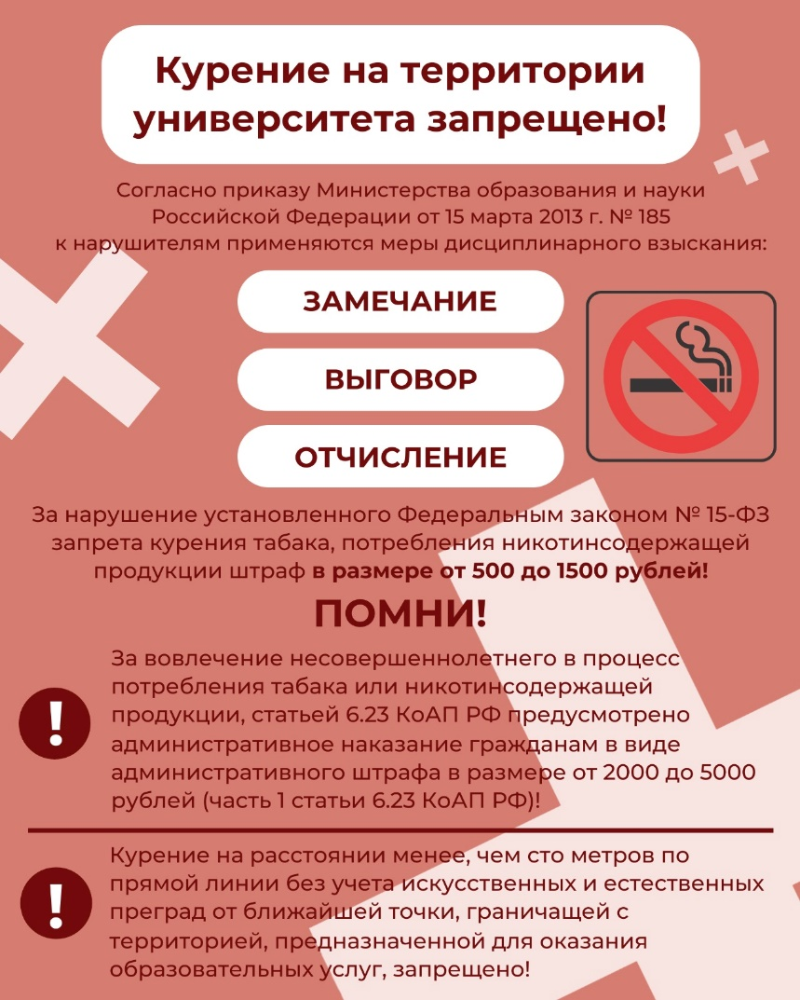 Курение на территории
университета запрещено!
Согласно приказу Министерства образования и науки
Российской Федерации от 15 марта 2013 г. № 185
к нарушителям применяются меры дисциплинарного взыскания:
ЗАМЕЧАНИЕ
ВЫГОВОР
ОТЧИСЛЕНИЕ
За нарушение установленного Федеральным законом № 15-ФЗ
запрета курения табака, потребления никотинсодержащей
продукции штраф в размере от 500 до 1500 рублей!
ПОМНИ!
За вовлечение несовершеннолетнего в процесс
потребления табака или никотинсодержащей
продукции, статьей 6.23 КоАП РФ предусмотрено
административное наказание гражданам в виде
административного штрафа в размере от 2000 до 5000
рублей (часть 1 статьи 6.23 КоАП РФ)!
Курение на расстоянии менее, чем сто метров по
прямой линии без учета искусственных и естественных
преград от ближайшей точки, граничащей с
территорией, предназначенной для оказания
образовательных услуг, запрещено!